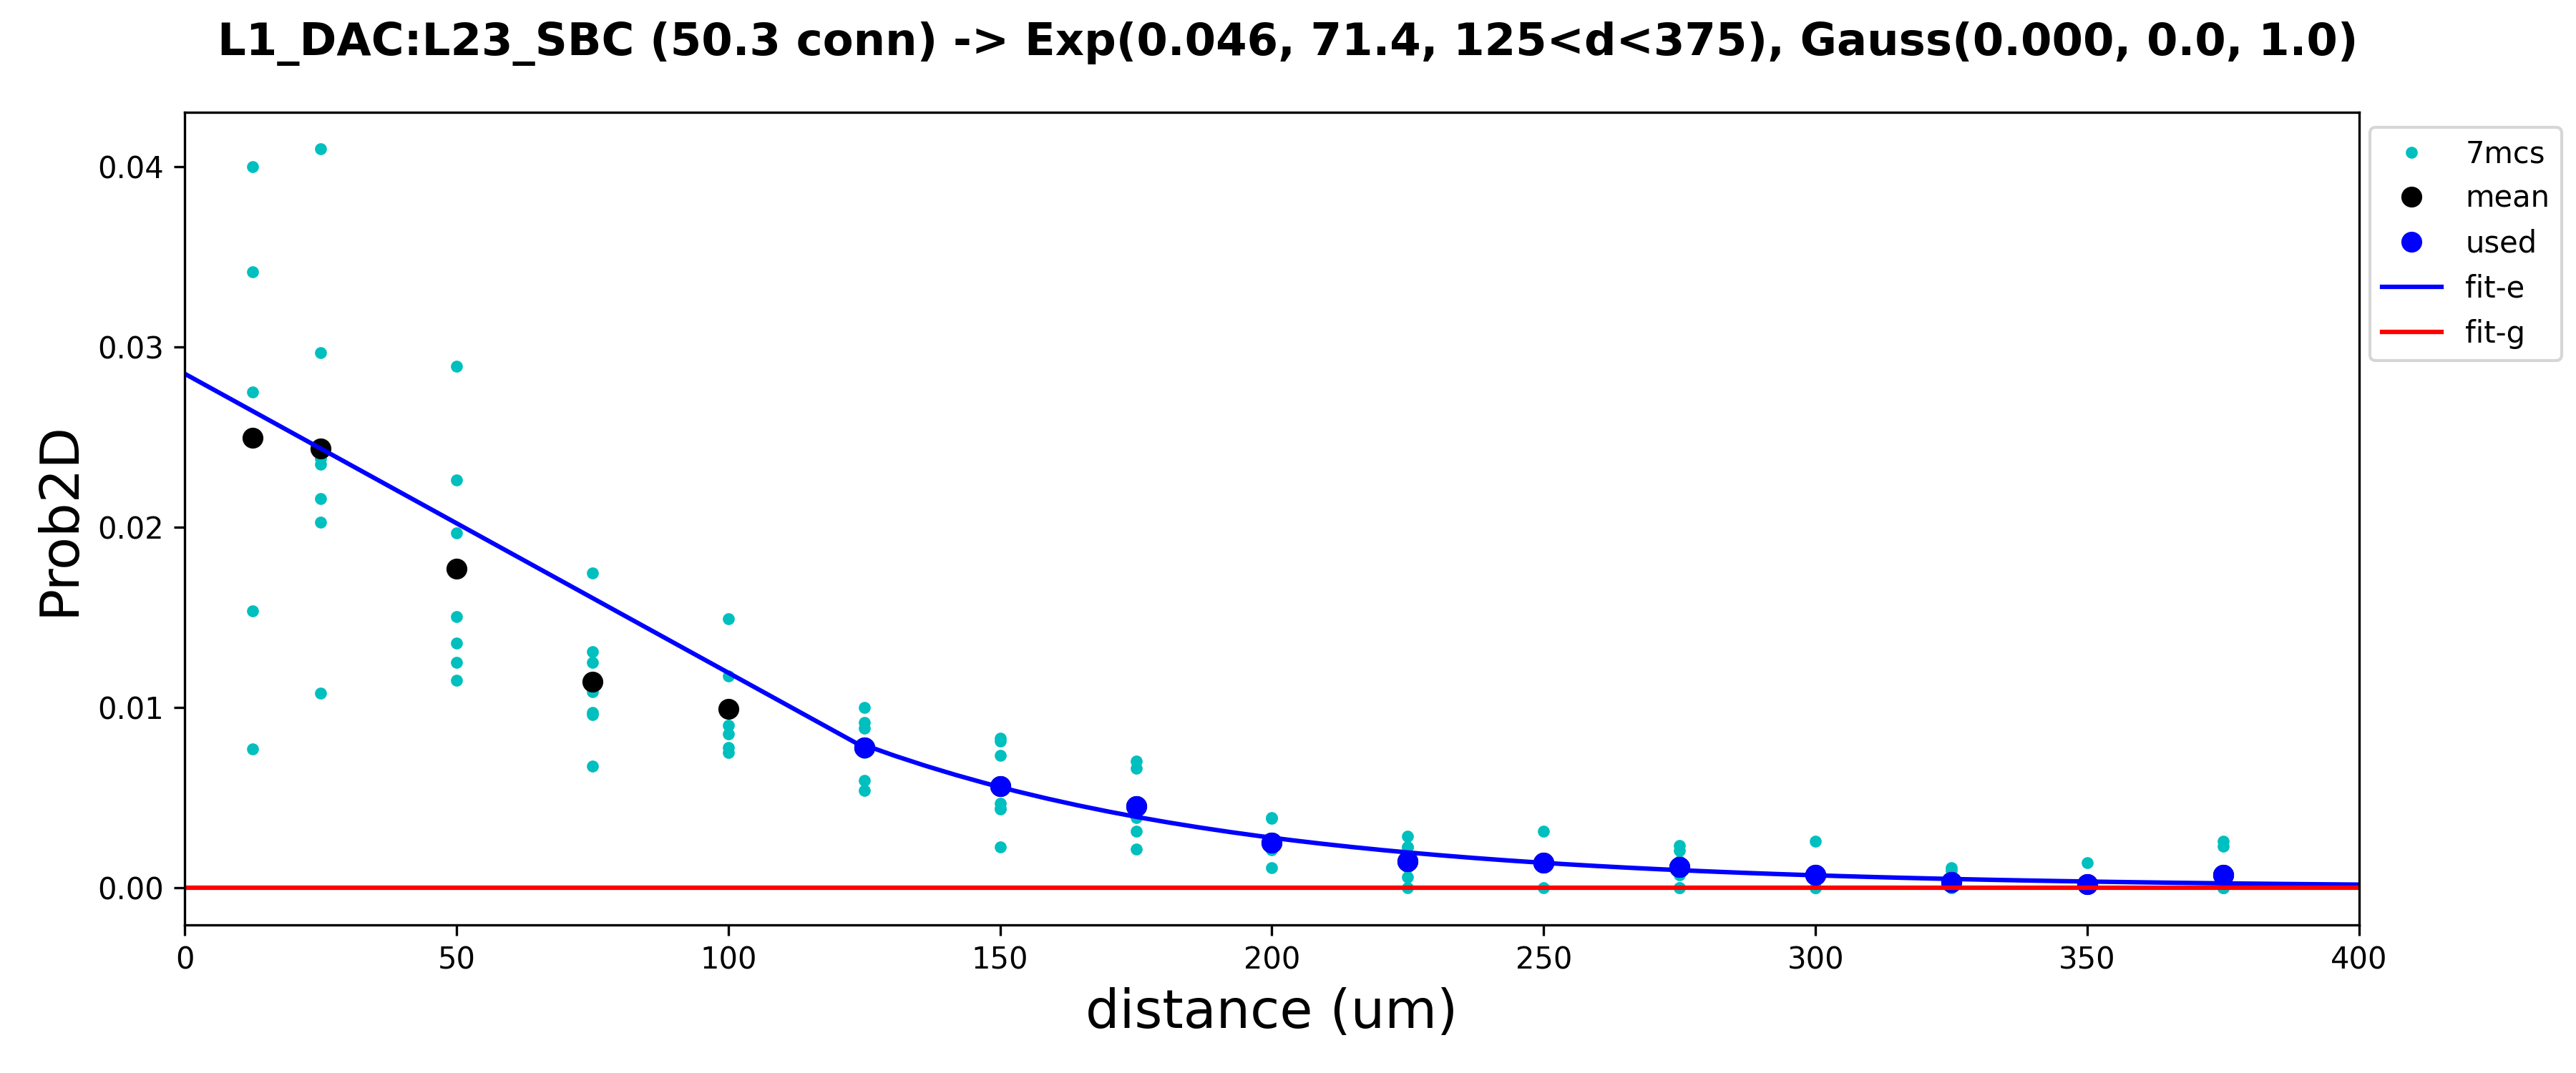 L1_DAC:L23_SBC (50.3 conn) -> Exp(0.046, 71.4, 125<d<375), Gauss(0.000, 0.0, 1.0)
7mcs
mean
used
fit-e
fit-g
Prob2D
0.04
0.03
0.02
0.01
0.00
0 50 100 150 200 250 300 350 400
distance (um)